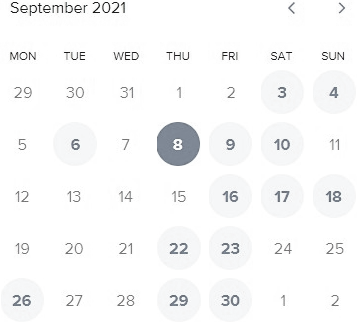 September 2021
MON TUE WED THU FRI SAT SUN
29 30 31 1 2 3 4
5 6 7 8 9 10 11
12 13 14 15 16 17 18
19 20 21 22 23 24 25
26 27 28 29 30 1 2